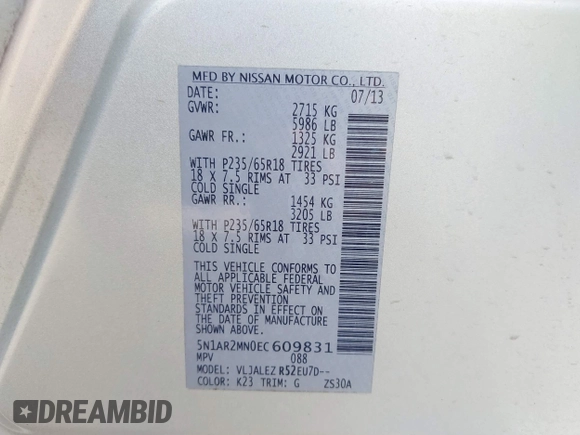 MFD BY NISSAN MOTOR CO., LTD.
DATE: 07/13
GVWR: 2715 KG
5986 LB
GAWR FR.: 1325 KG
2921 LB
WITH P235/65R18 TIRES
18 X 7.5 RIMS AT 33 PSI
COLD SINGLE
GAWR RR.: 1454 KG
3205 LB
WITH P235/65R18 TIRES
18 X 7.5 RIMS AT 33 PSI
COLD SINGLE
THIS VEHICLE CONFORMS TO
ALL APPLICABLE FEDERAL
MOTOR VEHICLE SAFETY AND
THEFT PREVENTION
STANDARDS IN EFFECT ON
THE DATE OF MANUFACTURE
SHOWN ABOVE.
5N1AR2MN0EC609831
MPV 088
MODEL: VLJALEZ R52EU7D--
COLOR: K23 TRIM: G ZS30A
DREAMBID